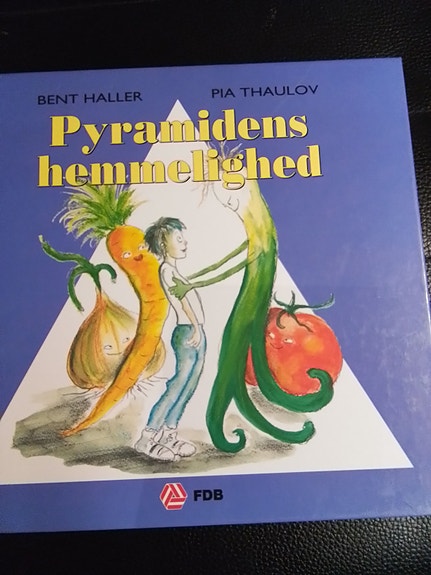 BENT HALLER PIA THAULOV
Pyramidens
hemmelighed
FDB